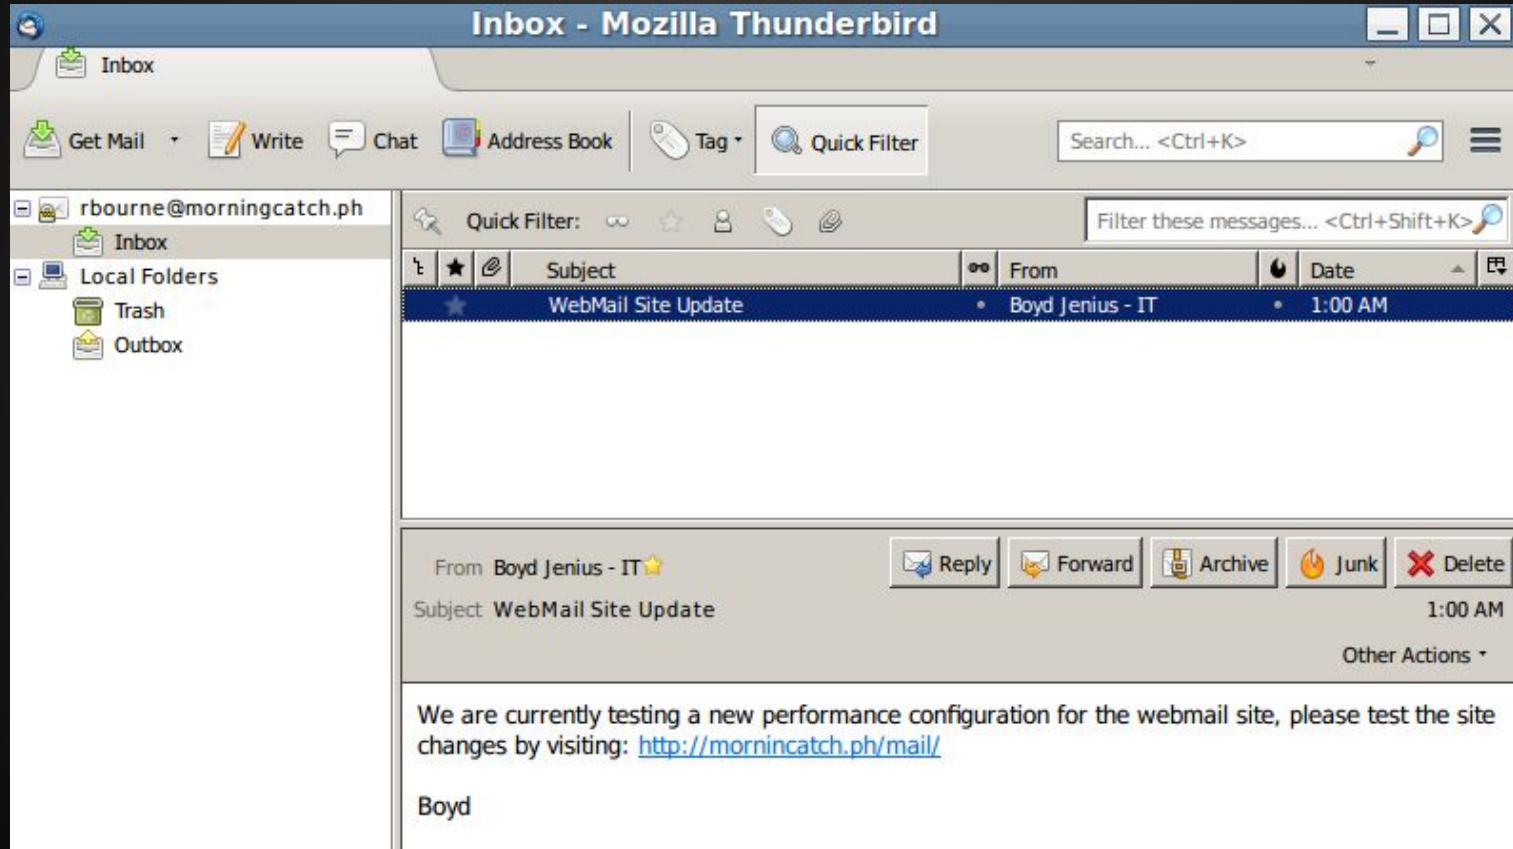 Inbox - Mozilla Thunderbird
Inbox
Get Mail Write Chat Address Book Tag Quick Filter Search... <Ctrl+K>
rbourne@morningcatch.ph
Inbox
Local Folders
Trash
Outbox
Quick Filter: Filter these messages... <Ctrl+Shift+K>
Subject From Date
WebMail Site Update Boyd Jenius - IT 1:00 AM
From Boyd Jenius - IT Reply Forward Archive Junk Delete
Subject WebMail Site Update 1:00 AM
Other Actions
We are currently testing a new performance configuration for the webmail site, please test the site
changes by visiting: http://mornincatch.ph/mail/
Boyd